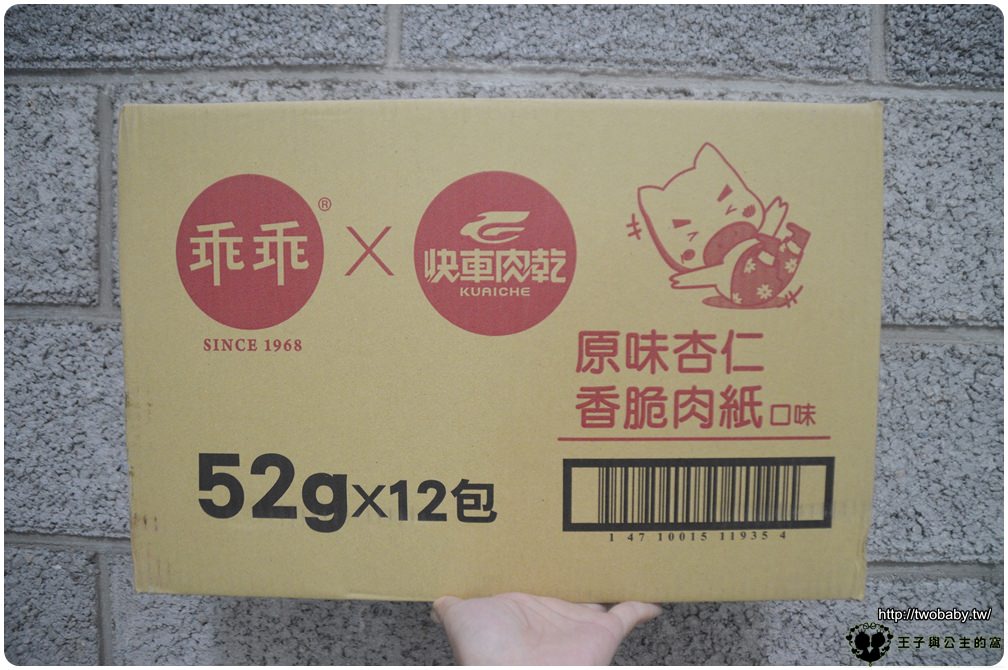 乖乖®
SINCE 1968
X
快車肉乾
KUAICHE
原味杏仁
香脆肉紙口味
52gX12包
1 47 10015 11935 4
http://twobaby.tw/
王子與公主的窩